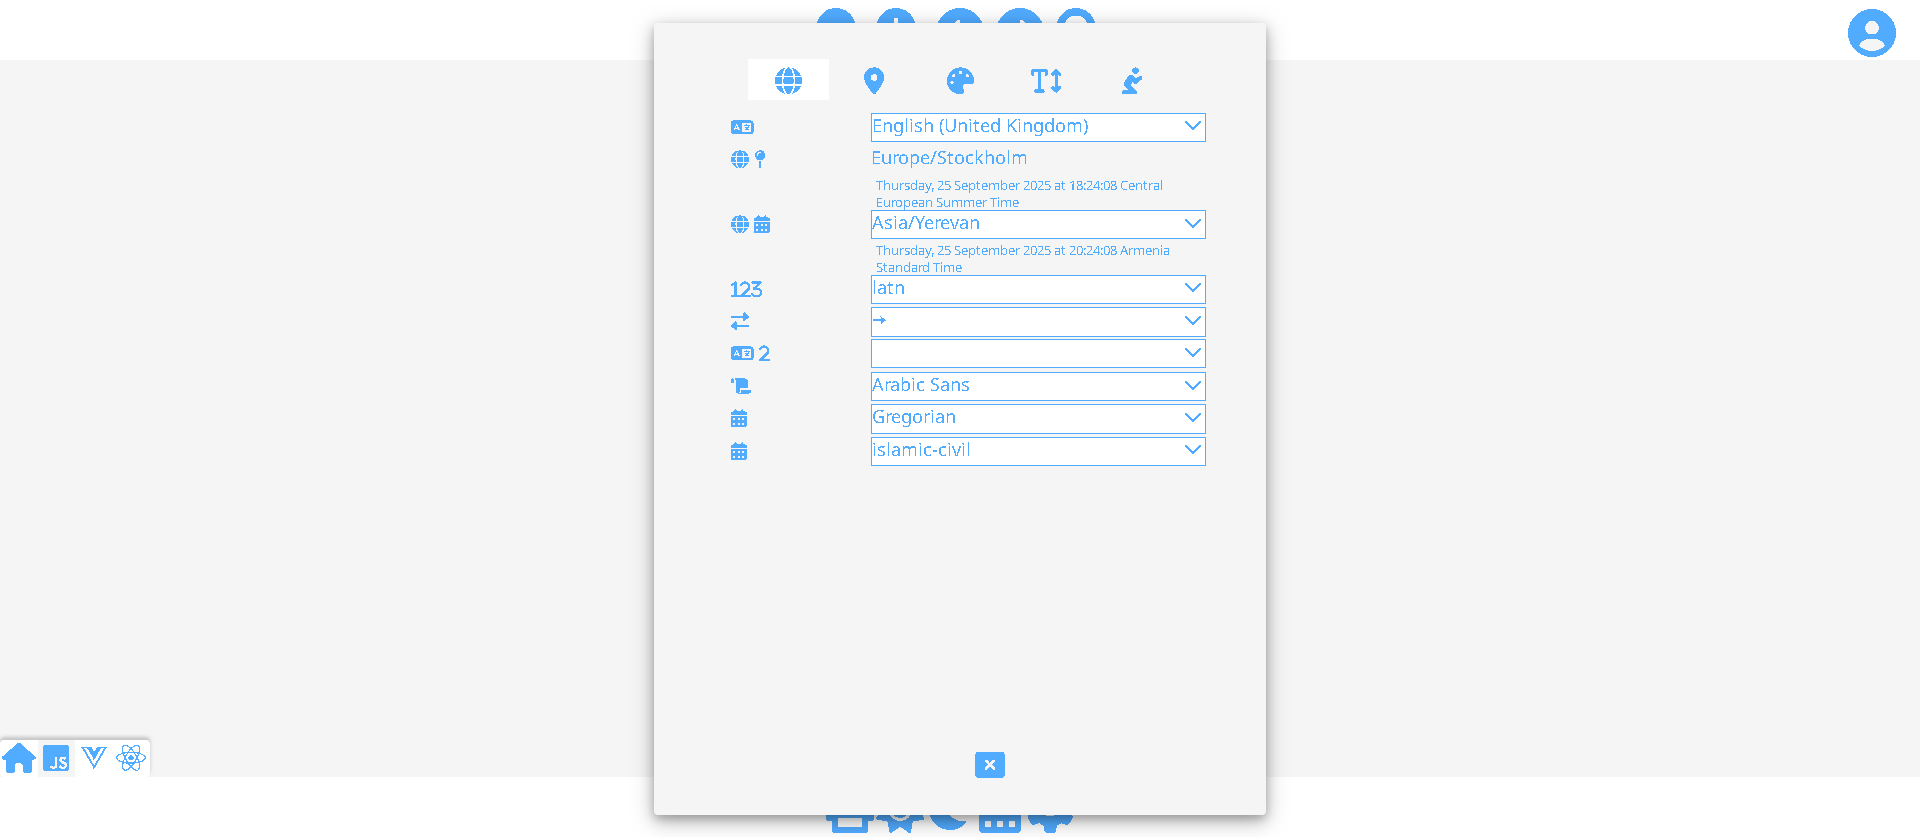 English (United Kingdom)
Europe/Stockholm
Thursday, 25 September 2025 at 18:24:08 Central
European Summer Time
Asia/Yerevan
Thursday, 25 September 2025 at 20:24:08 Armenia
Standard Time
123
latn
→
2
Arabic Sans
Gregorian
islamic-civil
JS